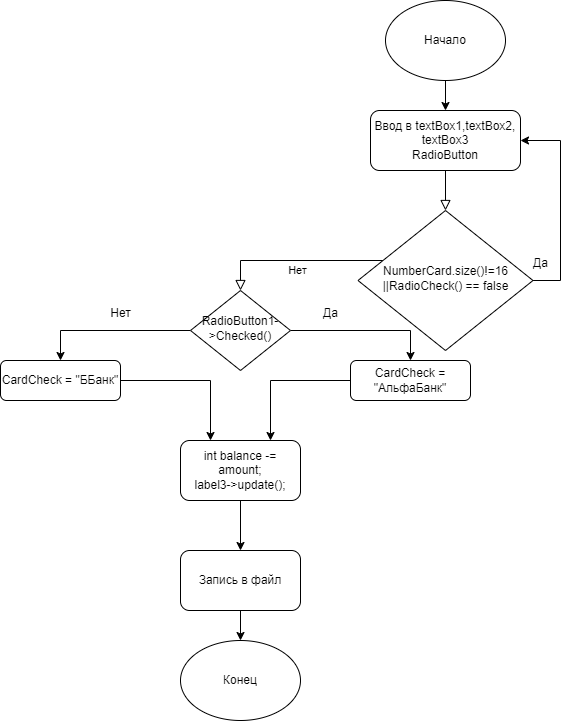 Начало
Ввод в textBox1,textBox2,
textBox3
RadioButton
NumberCard.size()!=16
||RadioCheck() == false
Да
Нет
RadioButton1-
>Checked()
Нет
Да
CardCheck = "ББанк"
CardCheck =
"АльфаБанк"
int balance -=
amount;
label3->update();
Запись в файл
Конец